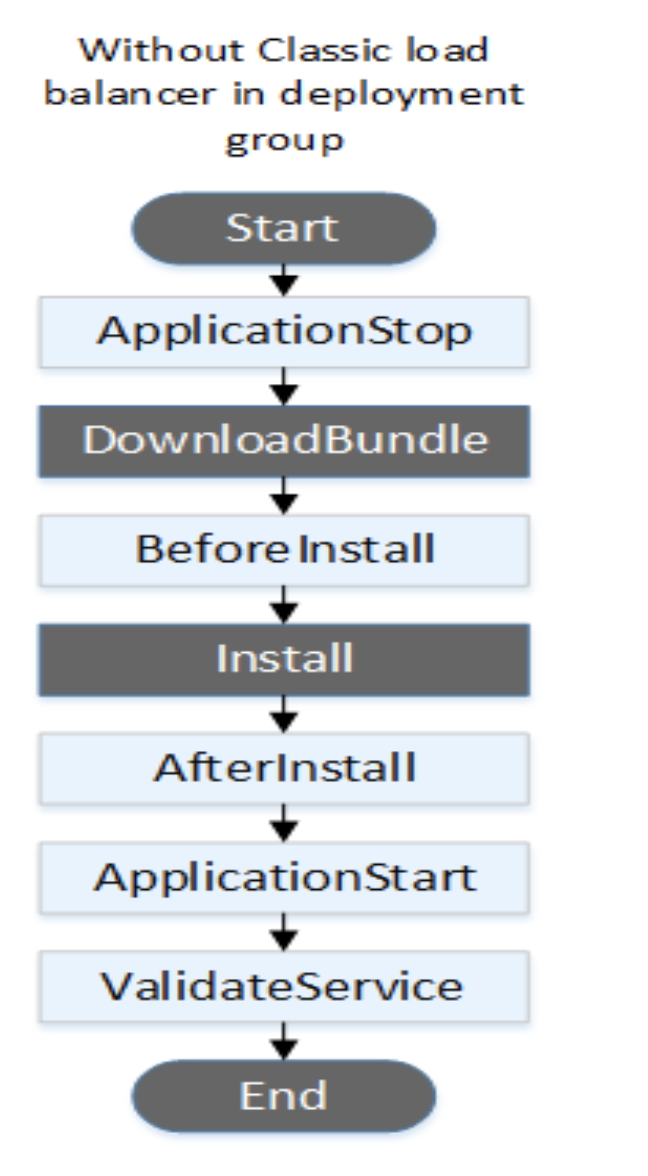 Without Classic load
balancer in deployment
group
Start
ApplicationStop
DownloadBundle
BeforeInstall
Install
AfterInstall
ApplicationStart
ValidateService
End